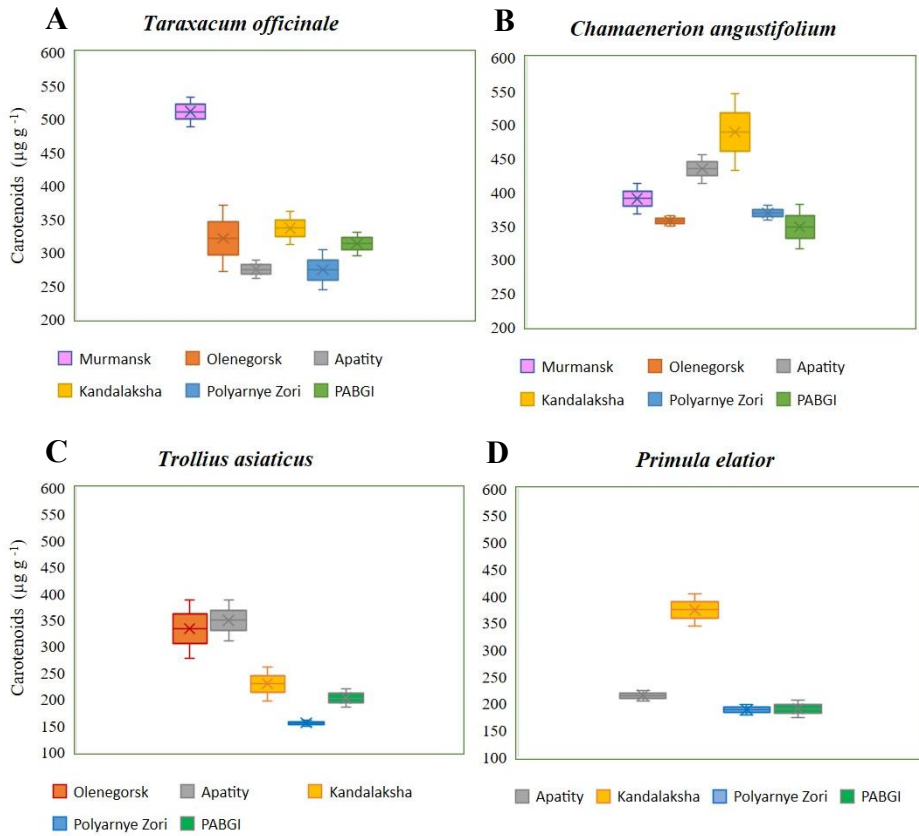 A
Taraxacum officinale
600
550
500
450
400
350
300
250
200
Carotenoids (µg g -1)
Murmansk Olenegorsk Apatity
Kandalaksha Polyarnye Zori PABGI
B
Chamaenerion angustifolium
600
550
500
450
400
350
300
250
200
Murmansk Olenegorsk Apatity
Kandalaksha Polyarnye Zori PABGI
C
Trollius asiaticus
600
550
500
450
400
350
300
250
200
150
100
Carotenoids (µg g -1)
Olenegorsk Apatity Kandalaksha
Polyarnye Zori PABGI
D
Primula elatior
600
550
500
450
400
350
300
250
200
150
100
Apatity Kandalaksha Polyarnye Zori PABGI